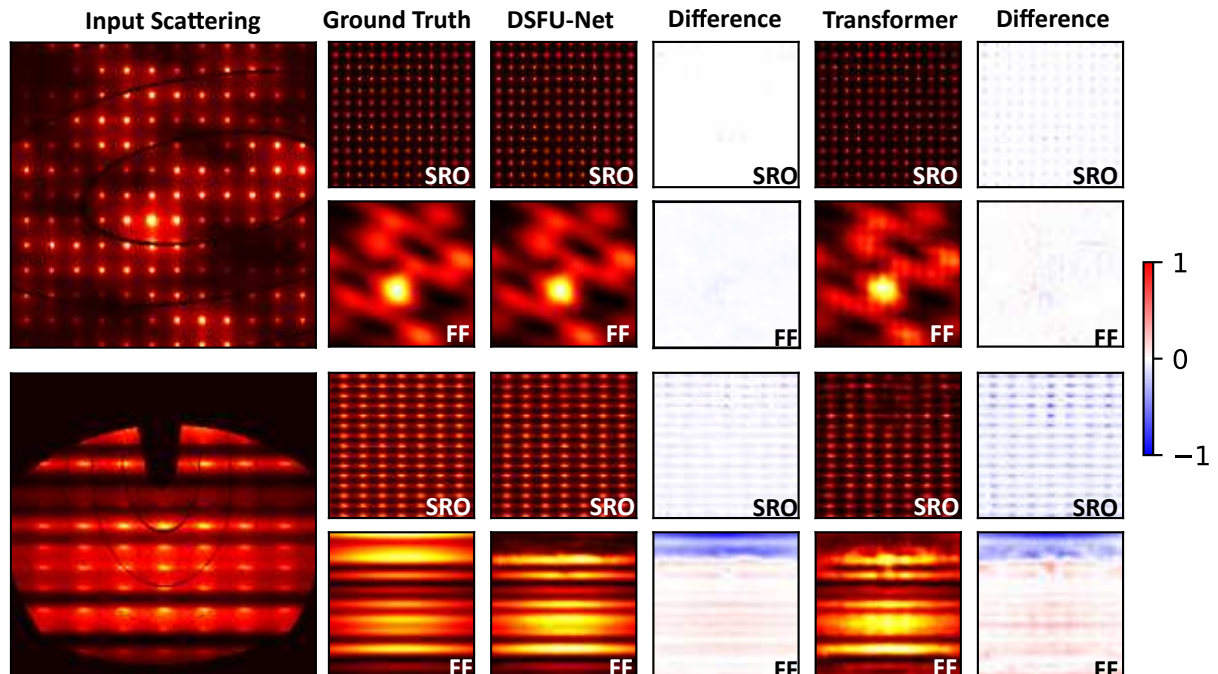 Input Scattering Ground Truth DSFU-Net Difference Transformer Difference
SRO SRO SRO SRO SRO
FF FF FF FF FF
1
0
−1
SRO SRO SRO SRO SRO
FF FF FF FF FF